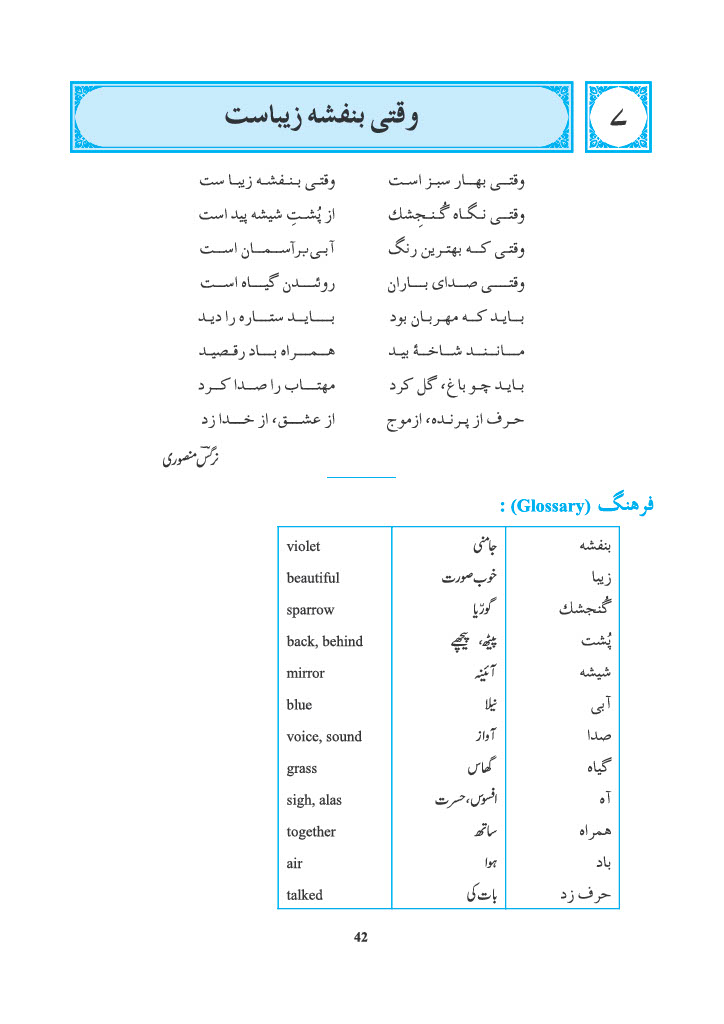 وقتی بنفشه زیباست
۷
وقتی بهار سبز است وقتی بنفشه زیبا ست
وقتی نگاه گُنجِشك از پُشتِ شیشه پید است
وقتی که بهترین رنگ آبی برآسمان است
وقتی صدای باران روئدن گیاه است
باید که مهربان بود باید ستاره را دید
مانند شاخۂ بید همراه باد رقصید
باید چو باغ، گل کرد مهتاب را صدا کرد
حرف از پرنده، ازموج از عشق، از خدا زد
نرگس منصوری
فرهنگ (Glossary) :
بنفشه جامنی violet
زیبا خوب صورت beautiful
گُنجشك گوریّا sparrow
پُشت پیٹھ، پیچھے back, behind
شیشه آئینہ mirror
آبی نیلا blue
صدا آواز voice, sound
گیاه گھاس grass
آه افسوس، حسرت sigh, alas
همراه ساتھ together
باد ہوا air
حرف زد بات کی talked
42